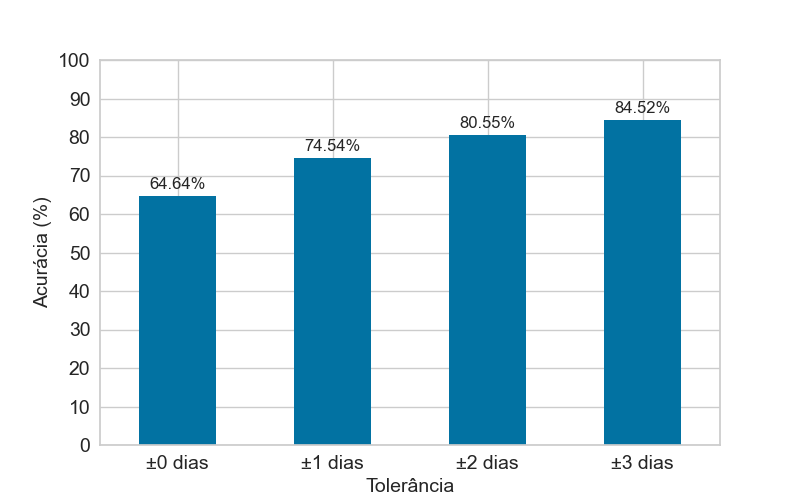 Acurácia (%)
100
90
80
70
60
50
40
30
20
10
0
64.64%
74.54%
80.55%
84.52%
±0 dias
±1 dias
±2 dias
±3 dias
Tolerância